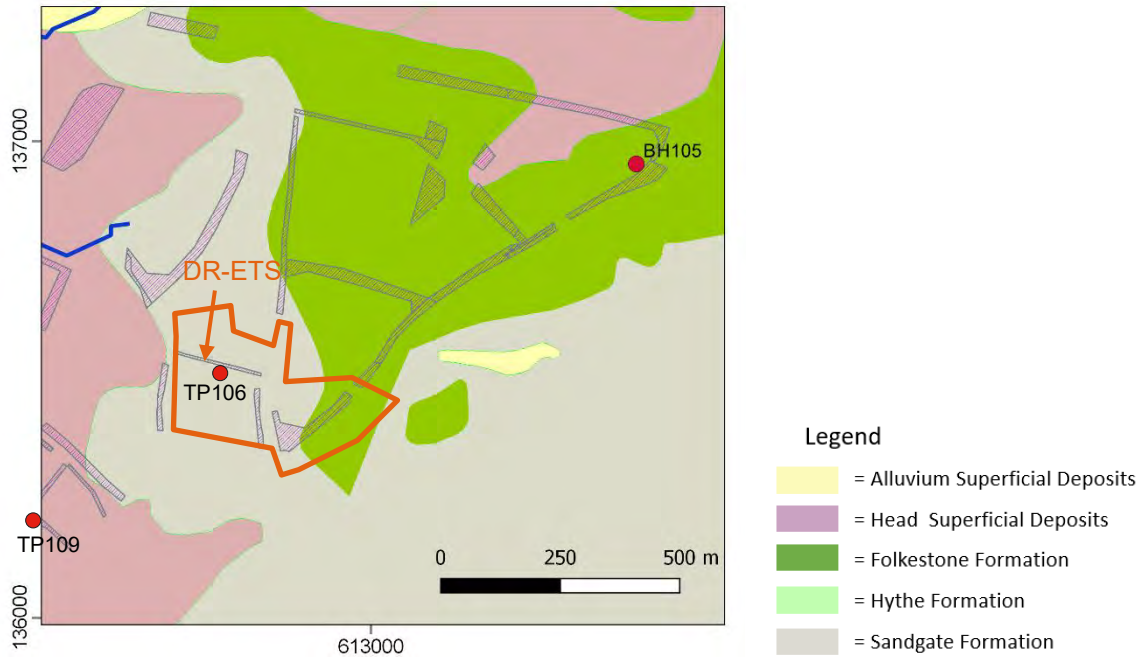 137000
BH105
DR-ETS
TP106
TP109
0 250 500 m
136000
613000
Legend
= Alluvium Superficial Deposits
= Head Superficial Deposits
= Folkestone Formation
= Hythe Formation
= Sandgate Formation